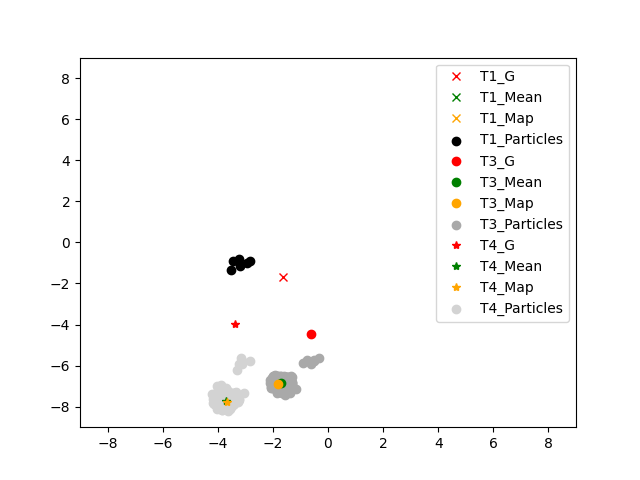 8
6
4
2
0
−2
−4
−6
−8
−8 −6 −4 −2 0 2 4 6 8
T1_G
T1_Mean
T1_Map
T1_Particles
T3_G
T3_Mean
T3_Map
T3_Particles
T4_G
T4_Mean
T4_Map
T4_Particles